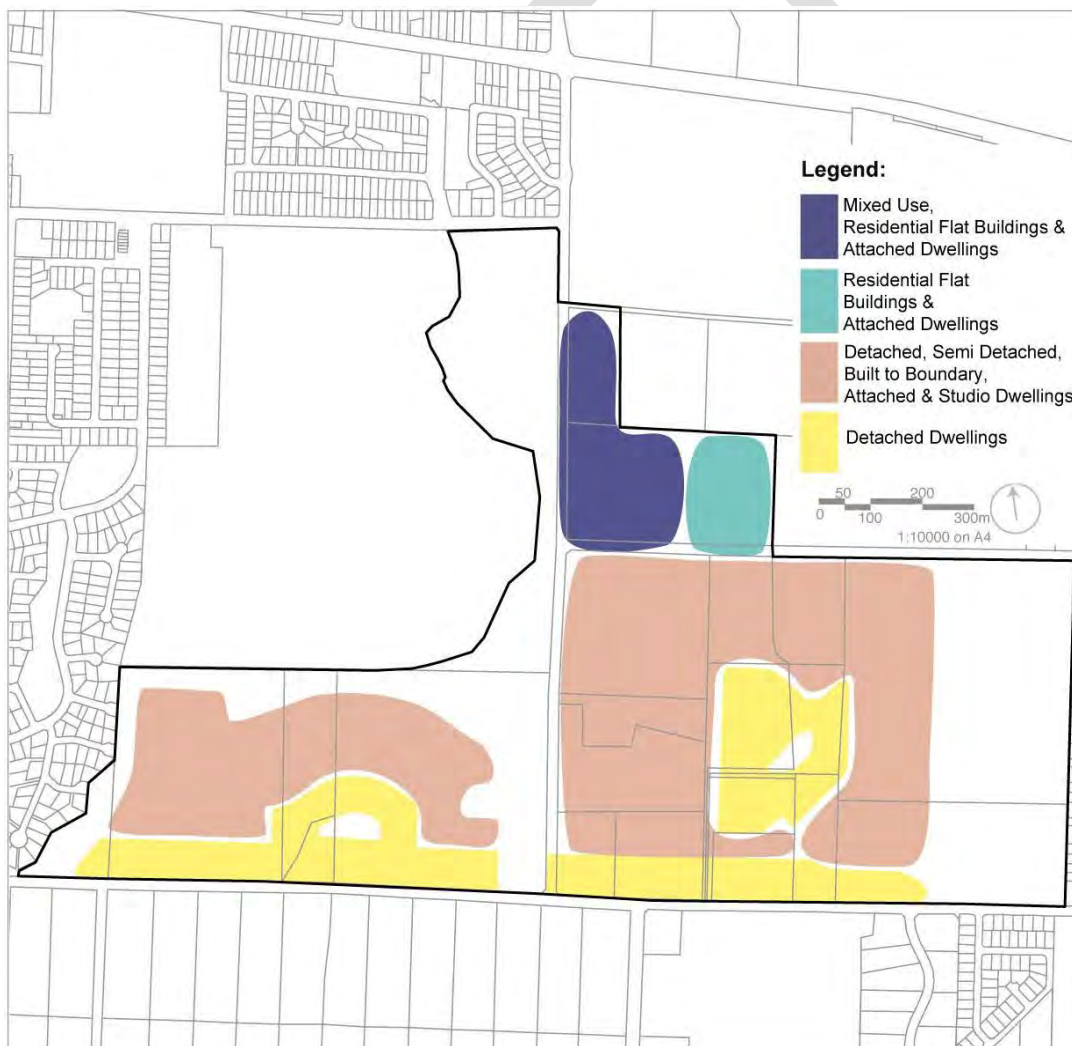 Legend:
Mixed Use,
Residential Flat Buildings &
Attached Dwellings
Residential Flat
Buildings &
Attached Dwellings
Detached, Semi Detached,
Built to Boundary,
Attached & Studio Dwellings
Detached Dwellings
50 200
0 100 300m
1:10000 on A4